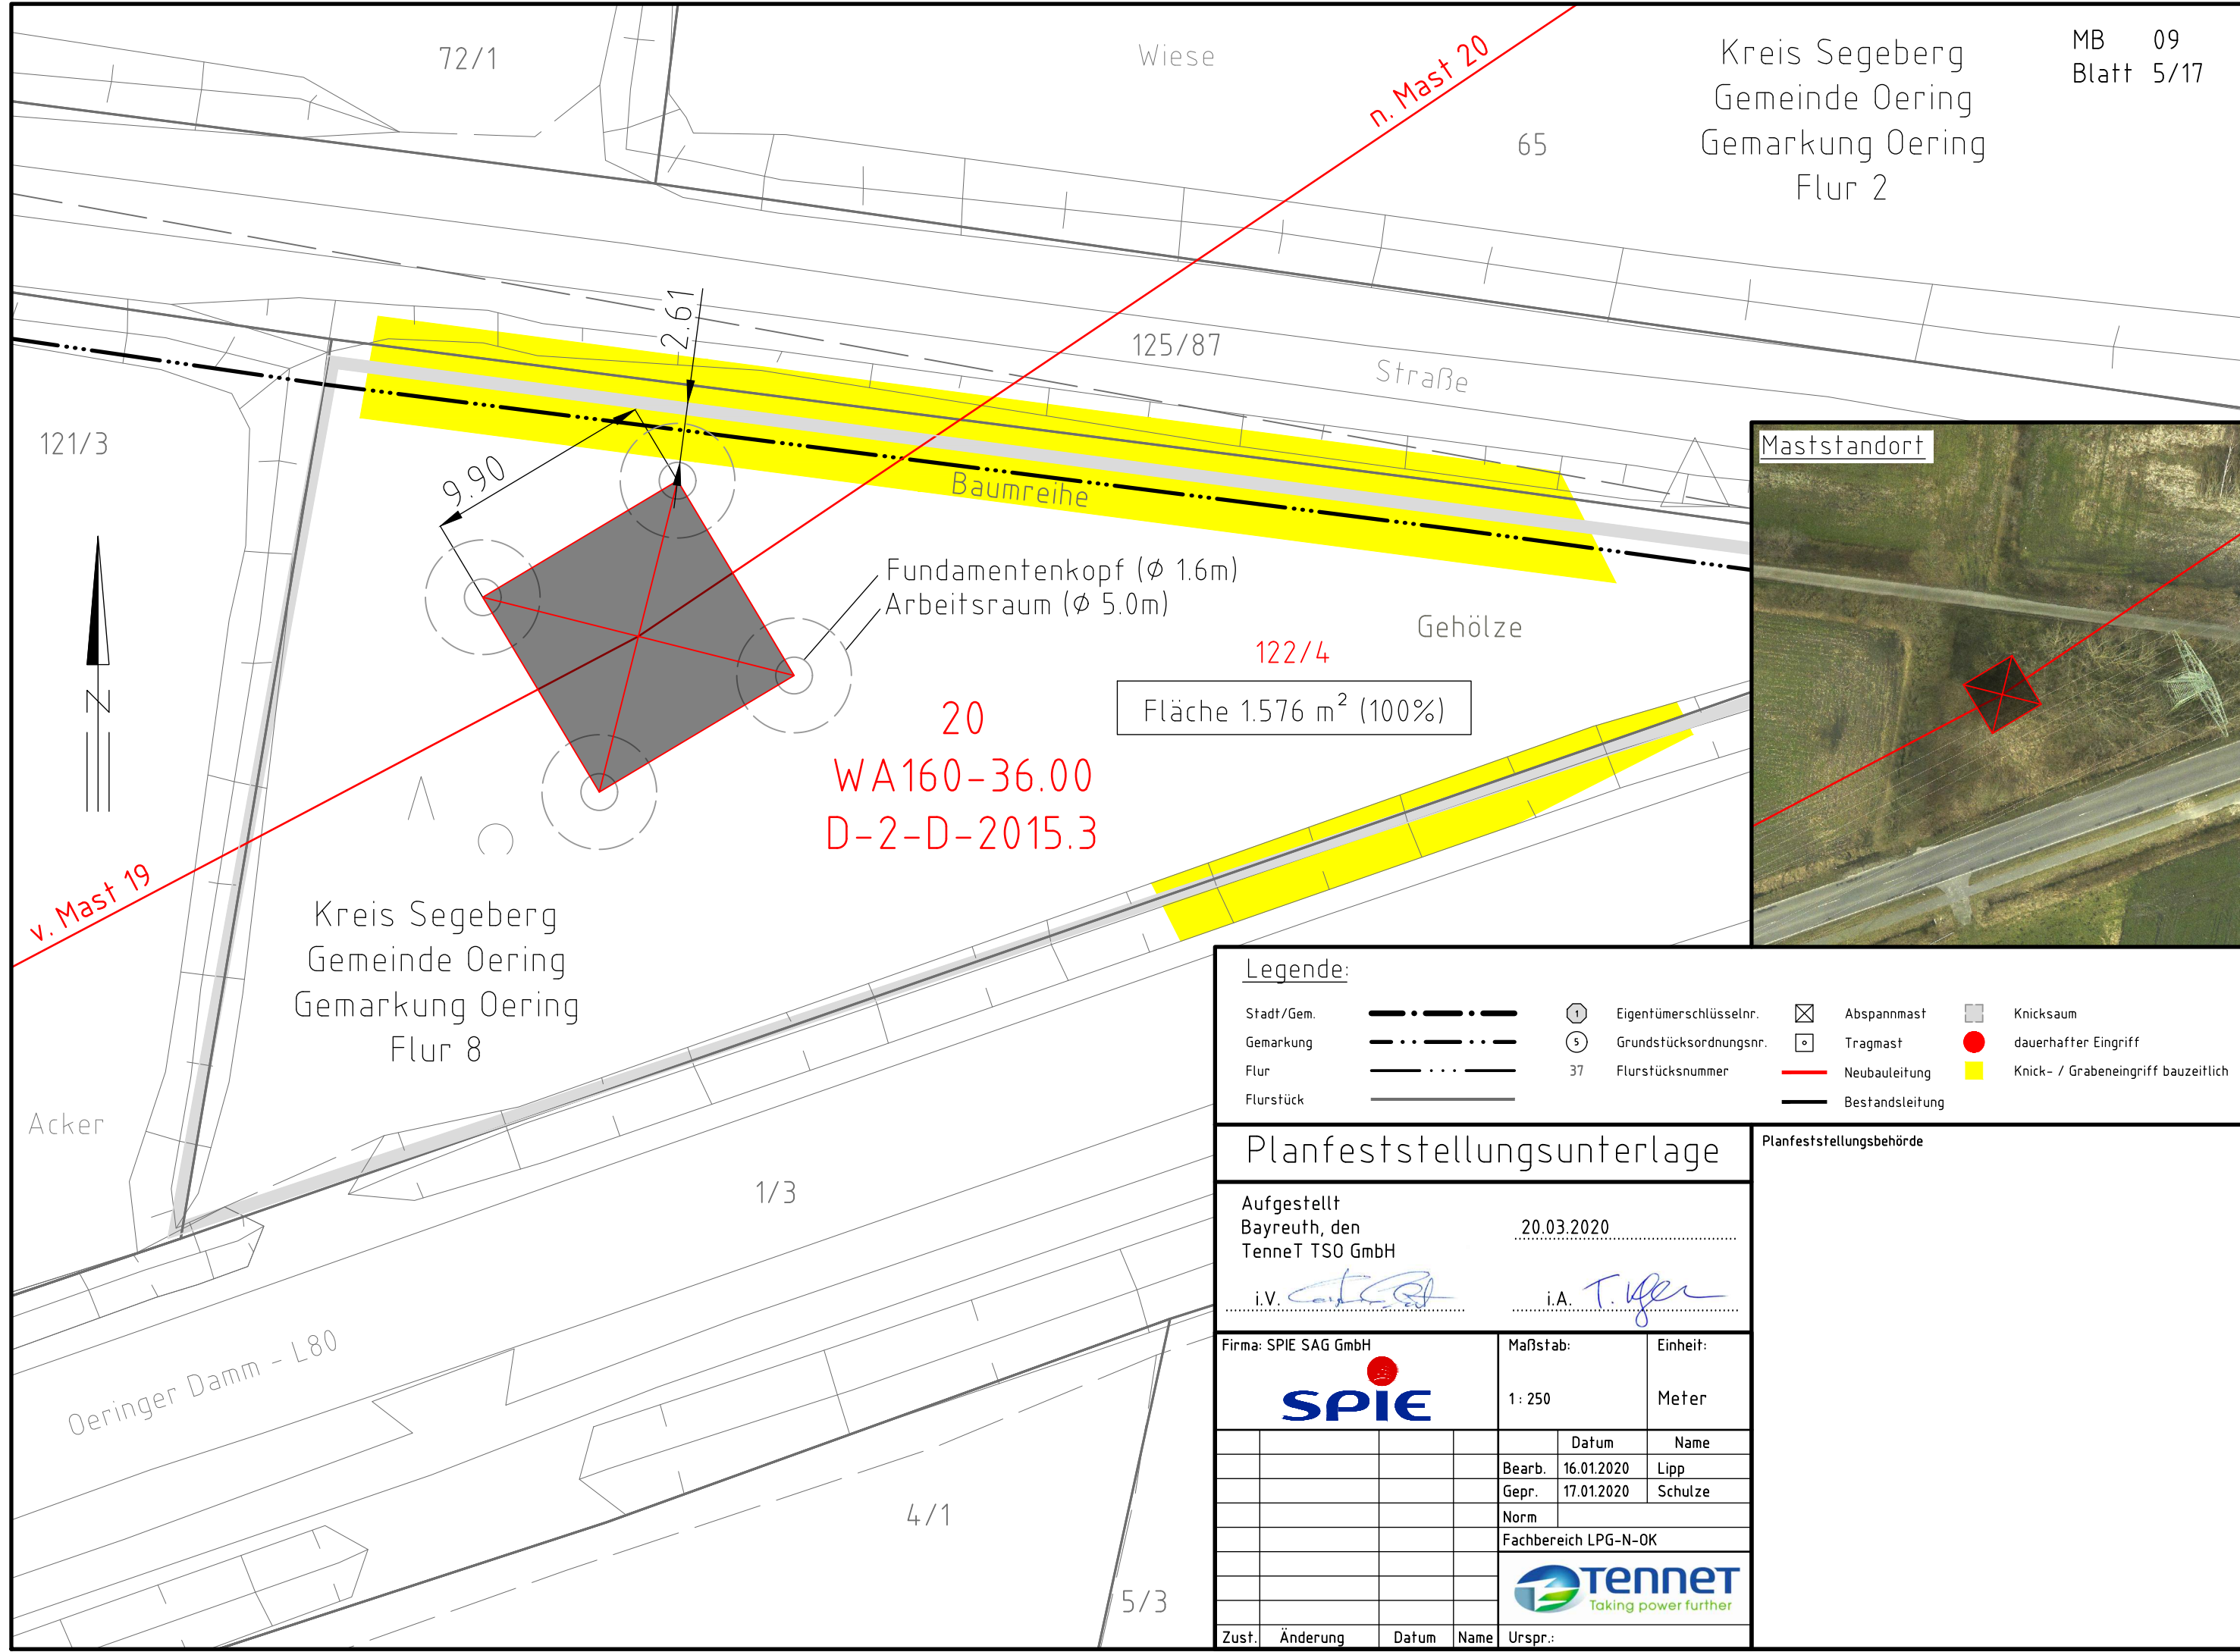 72/1
Wiese
n. Mast 20
65
Kreis Segeberg
Gemeinde Oering
Gemarkung Oering
Flur 2
MB 09
Blatt 5/17
2.61
125/87
Straße
121/3
9.90
Baumreihe
Maststandort
Fundamentenkopf (ϕ 1.6m)
Arbeitsraum (ϕ 5.0m)
Gehölze
122/4
Fläche 1.576 m² (100%)
N
20
WA160-36.00
D-2-D-2015.3
v. Mast 19
Kreis Segeberg
Gemeinde Oering
Gemarkung Oering
Flur 8
Acker
1/3
Oeringer Damm - L80
4/1
5/3
Legende:
Stadt/Gem.
Gemarkung
Flur
Flurstück
1 Eigentümerschlüsselnr.
5 Grundstücksordnungsnr.
37 Flurstücksnummer
Abspannmast
Tragmast
Neubauleitung
Bestandsleitung
Knicksaum
dauerhafter Eingriff
Knick- / Grabeneingriff bauzeitlich
Planfeststellungsunterlage
Planfeststellungsbehörde
Aufgestellt
Bayreuth, den 20.03.2020
TenneT TSO GmbH
i.V. i.A.
Firma: SPIE SAG GmbH
SPIE
Maßstab: Einheit:
1 : 250 Meter
Datum Name
Bearb. 16.01.2020 Lipp
Gepr. 17.01.2020 Schulze
Norm
Fachbereich LPG-N-OK
TENNET
Taking power further
Zust. Änderung Datum Name Urspr.: